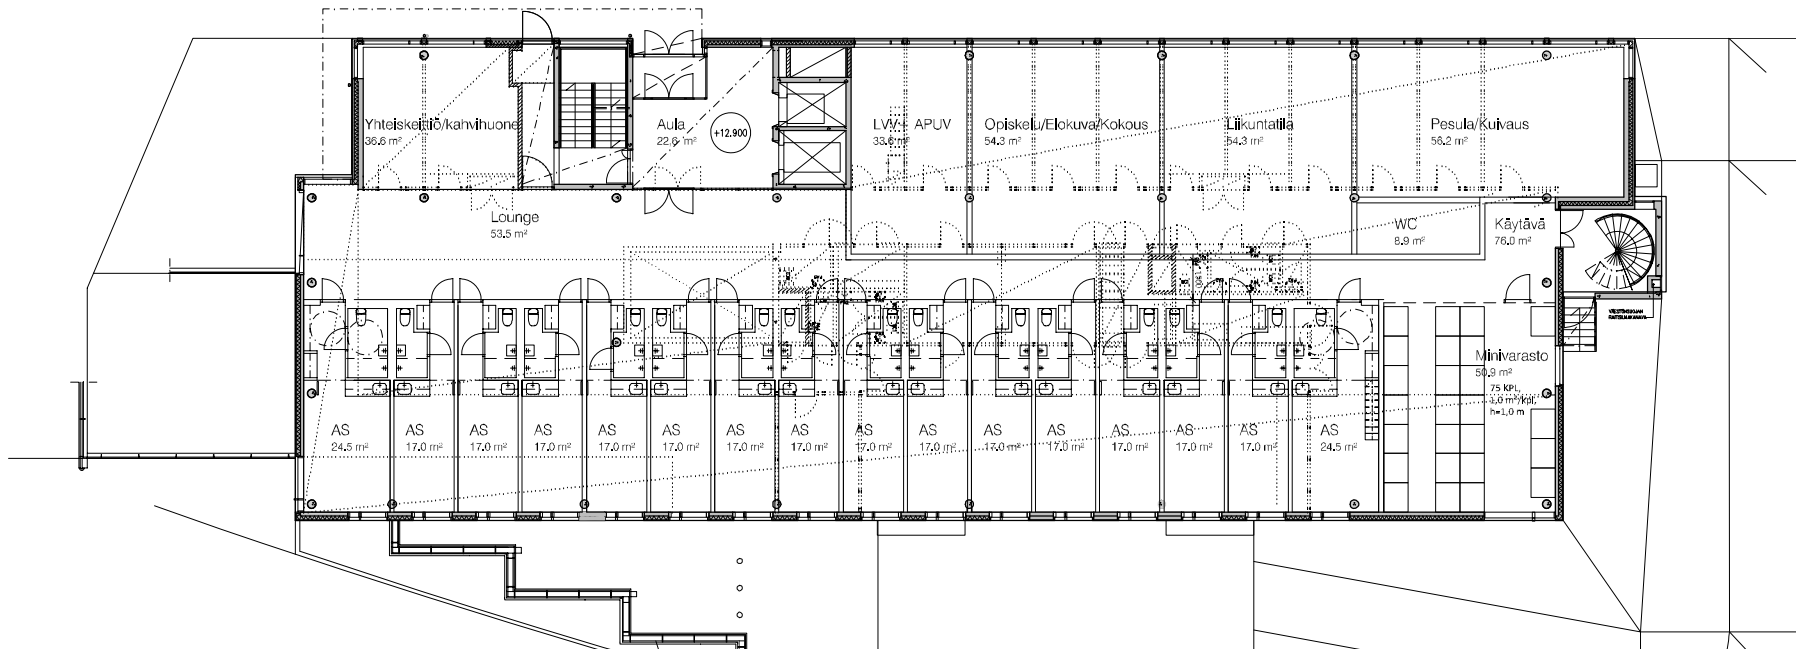 Yhteiskeittiö/kahvihuone
36.6 m²
Aula
22.6 m²
+12.900
LVV+ APUV
33.6 m²
Opiskelu/Elokuva/Kokous
54.3 m²
Liikuntatila
54.3 m²
Pesula/Kuivaus
56.2 m²
Lounge
53.5 m²
WC
8.9 m²
Käytävä
76.0 m²
Minivarasto
50.9 m²
75 KPL,
1,0 m²/kpl,
h=1,0 m
AS
24.5 m²
AS
17.0 m²
AS
17.0 m²
AS
17.0 m²
AS
17.0 m²
AS
17.0 m²
AS
17.0 m²
AS
17.0 m²
AS
17.0 m²
AS
17.0 m²
AS
17.0 m²
AS
17.0 m²
AS
17.0 m²
AS
17.0 m²
AS
17.0 m²
AS
24.5 m²